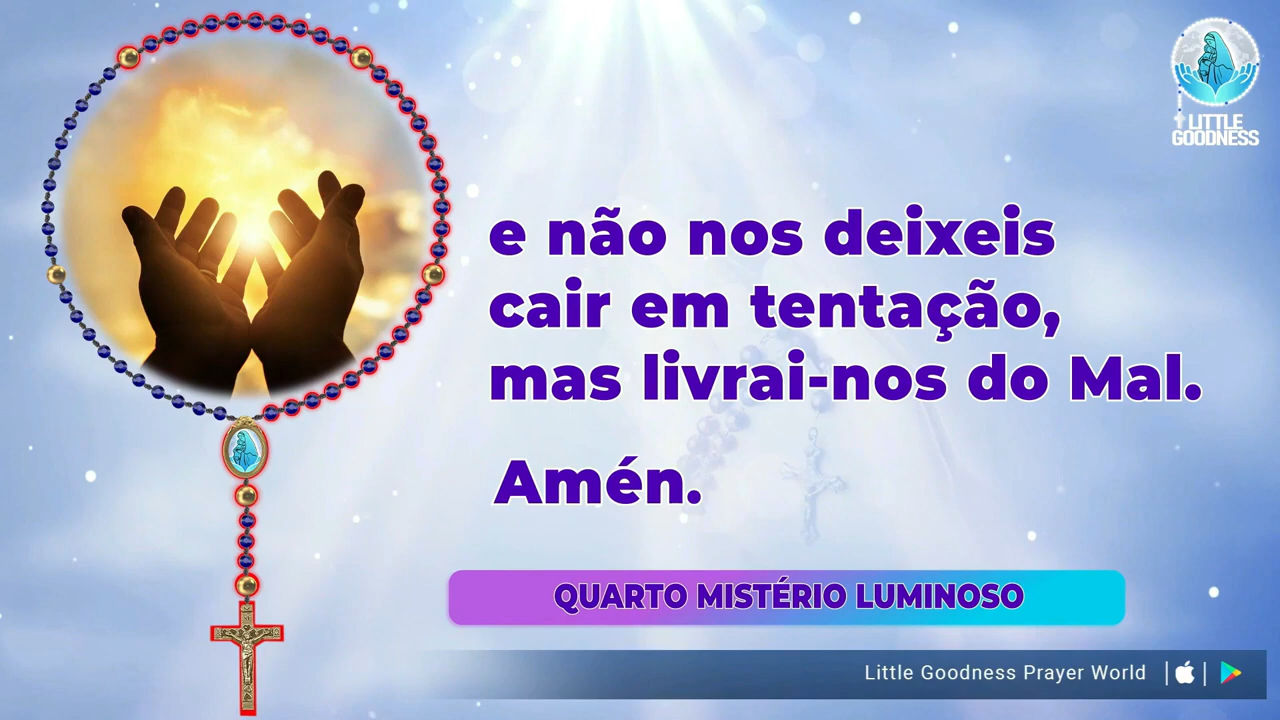 LITTLE
GOODNESS
e não nos deixeis
cair em tentação,
mas livrai-nos do Mal.
Amén.
QUARTO MISTÉRIO LUMINOSO
Little Goodness Prayer World